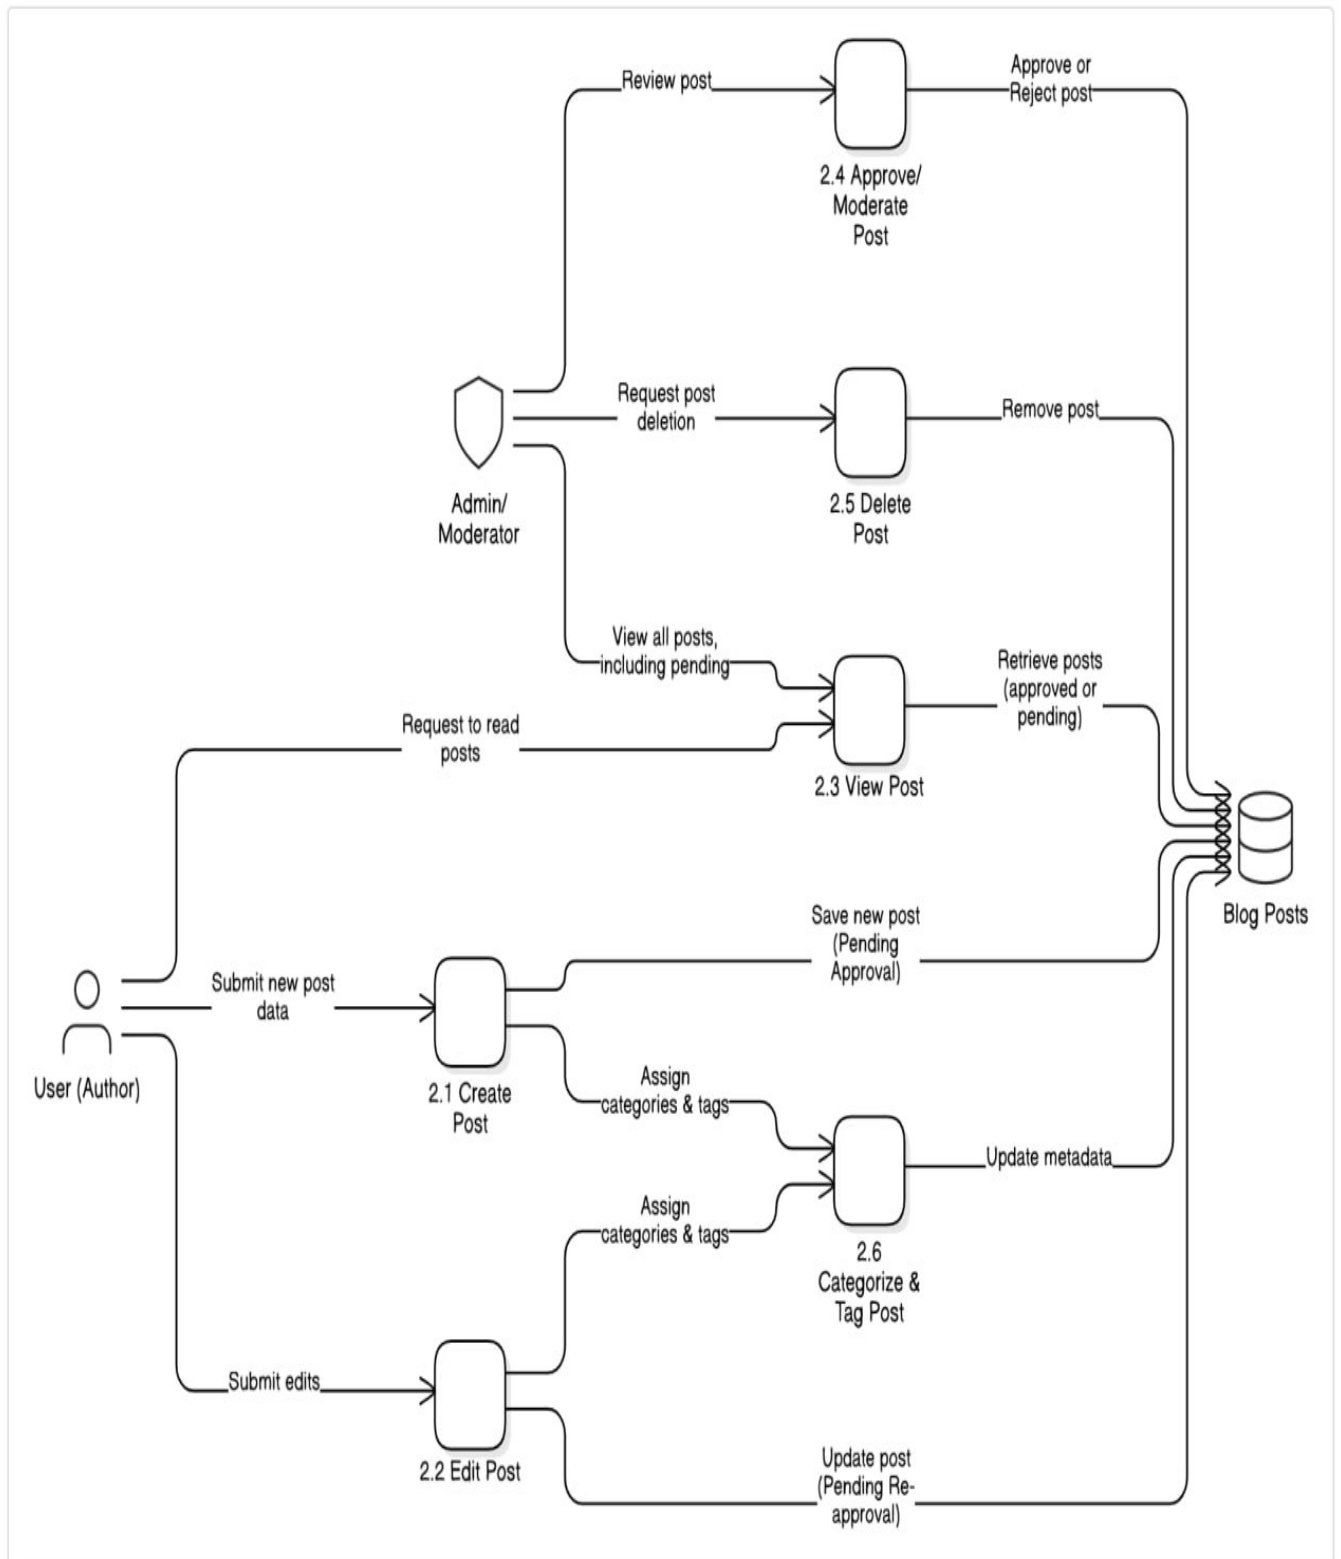 Review post
Approve or
Reject post
2.4 Approve/
Moderate
Post
Request post
deletion
Remove post
Admin/
Moderator
2.5 Delete
Post
View all posts,
including pending
Retrieve posts
(approved or
pending)
Request to read
posts
2.3 View Post
Blog Posts
Save new post
(Pending
Approval)
Submit new post
data
User (Author)
2.1 Create
Post
Assign
categories & tags
Update metadata
Assign
categories & tags
2.6
Categorize &
Tag Post
Submit edits
2.2 Edit Post
Update post
(Pending Re-
approval)